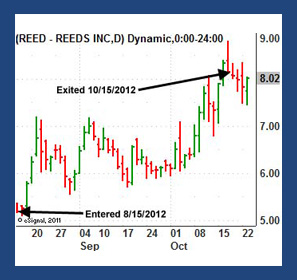 (REED - REEDS INC,D) Dynamic,0:00-24:00
9.00
Exited 10/15/2012
8.02
7.00
6.00
Entered 8/15/2012
5.00
© eSignal, 2011
20 27 04 10 17 24 01 08 15 22
Sep Oct